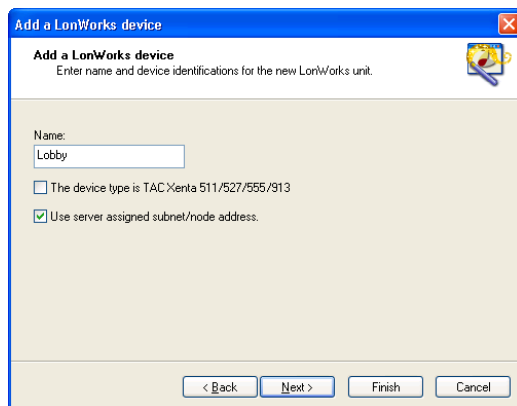 Add a LonWorks device
Add a LonWorks device
Enter name and device identifications for the new LonWorks unit.
Name:
Lobby
The device type is TAC Xenta 511/527/555/913
Use server assigned subnet/node address.
< Back
Next >
Finish
Cancel